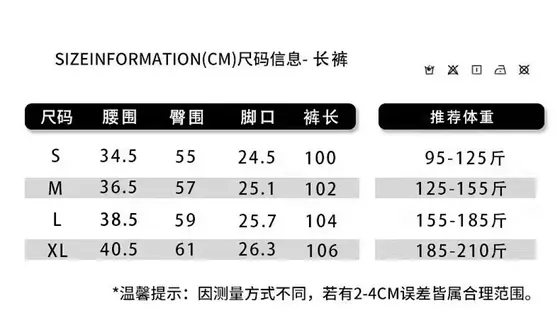 SIZEINFORMATION(CM)尺码信息- 长裤
尺码 腰围 臀围 脚口 裤长 推荐体重
S 34.5 55 24.5 100 95-125斤
M 36.5 57 25.1 102 125-155斤
L 38.5 59 25.7 104 155-185斤
XL 40.5 61 26.3 106 185-210斤
*温馨提示：因测量方式不同，若有2-4CM误差皆属合理范围。